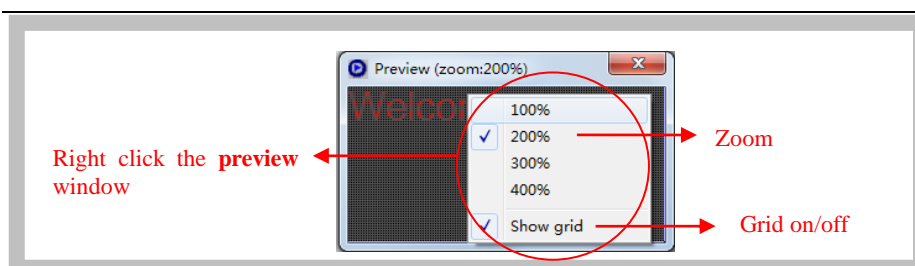 Preview (zoom:200%)
Welco
100%
200%
Zoom
Right click the preview
window
300%
400%
Show grid
Grid on/off